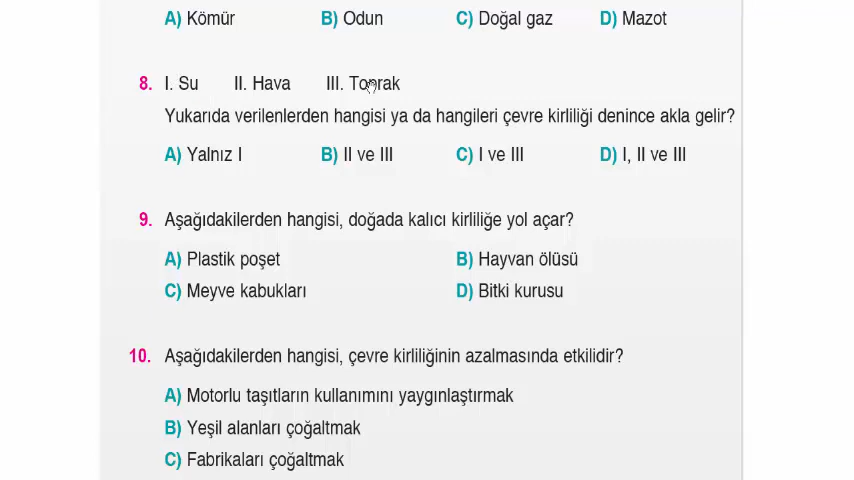 A) Kömür B) Odun C) Doğal gaz D) Mazot
8. I. Su II. Hava III. Toprak
Yukarıda verilenlerden hangisi ya da hangileri çevre kirliliği denince akla gelir?
A) Yalnız I B) II ve III C) I ve III D) I, II ve III
9. Aşağıdakilerden hangisi, doğada kalıcı kirliliğe yol açar?
A) Plastik poşet B) Hayvan ölüsü
C) Meyve kabukları D) Bitki kurusu
10. Aşağıdakilerden hangisi, çevre kirliliğinin azalmasında etkilidir?
A) Motorlu taşıtların kullanımını yaygınlaştırmak
B) Yeşil alanları çoğaltmak
C) Fabrikaları çoğaltmak